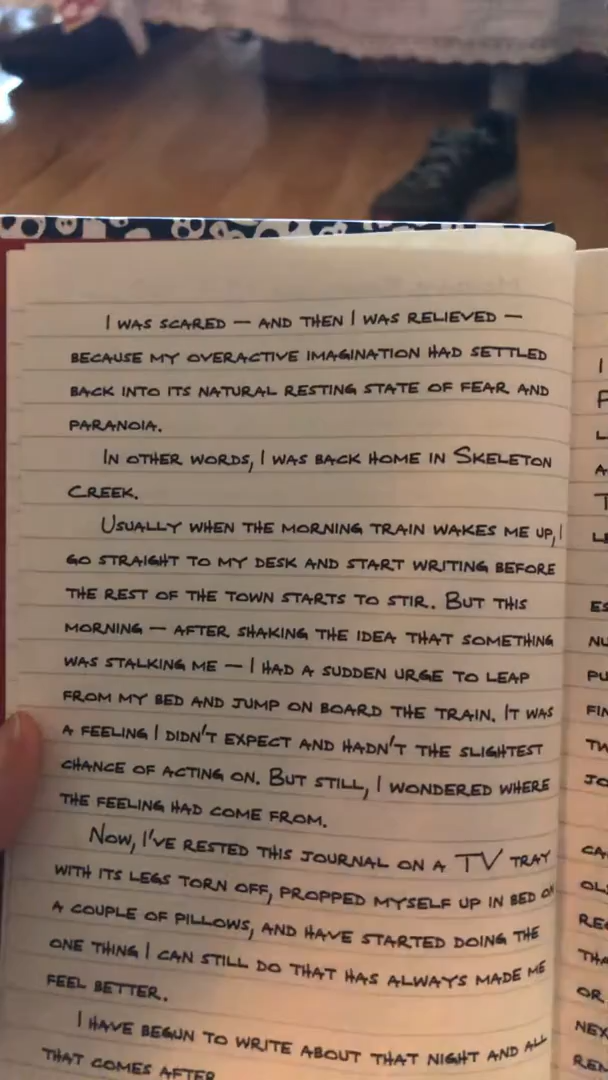 I WAS SCARED — AND THEN I WAS RELIEVED —
BECAUSE MY OVERACTIVE IMAGINATION HAD SETTLED
BACK INTO ITS NATURAL RESTING STATE OF FEAR AND
PARANOIA.
IN OTHER WORDS, I WAS BACK HOME IN SKELETON
CREEK.
USUALLY WHEN THE MORNING TRAIN WAKES ME UP, I
GO STRAIGHT TO MY DESK AND START WRITING BEFORE
THE REST OF THE TOWN STARTS TO STIR. BUT THIS
MORNING — AFTER SHAKING THE IDEA THAT SOMETHING
WAS STALKING ME — I HAD A SUDDEN URGE TO LEAP
FROM MY BED AND JUMP ON BOARD THE TRAIN. IT WAS
A FEELING I DIDN'T EXPECT AND HADN'T THE SLIGHTEST
CHANCE OF ACTING ON. BUT STILL, I WONDERED WHERE
THE FEELING HAD COME FROM.
NOW, I'VE RESTED THIS JOURNAL ON A TV TRAY
WITH ITS LEGS TORN OFF, PROPPED MYSELF UP IN BED ON
A COUPLE OF PILLOWS, AND HAVE STARTED DOING THE
ONE THING I CAN STILL DO THAT HAS ALWAYS MADE ME
FEEL BETTER.
I HAVE BEGUN TO WRITE ABOUT THAT NIGHT AND ALL
THAT COMES AFTER